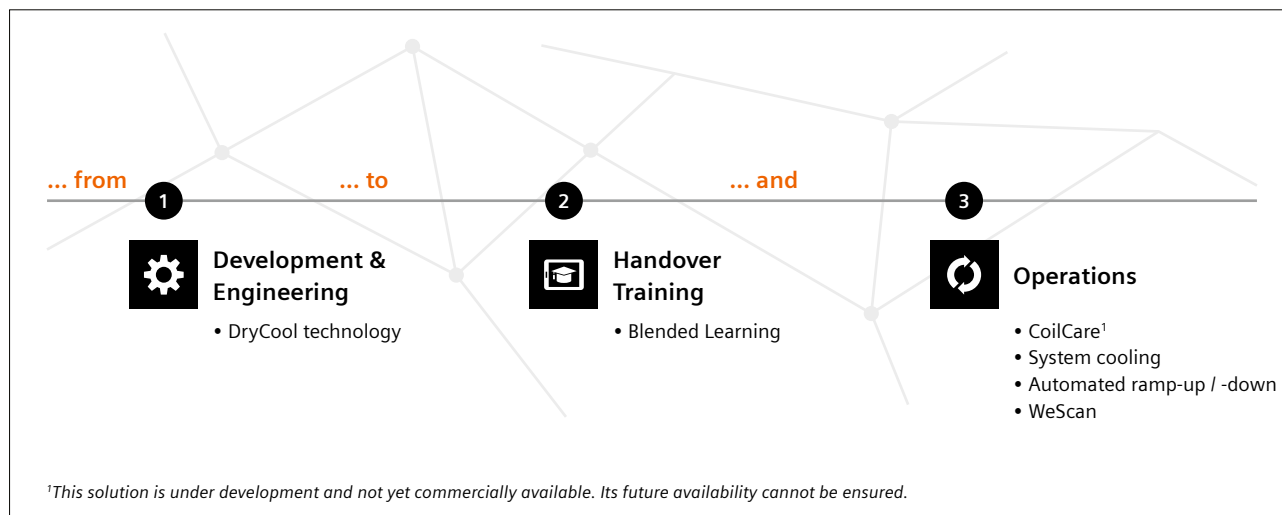 ... from
... to
... and
1
2
3
Development &
Engineering
• DryCool technology
Handover
Training
• Blended Learning
Operations
• CoilCare¹
• System cooling
• Automated ramp-up / -down
• WeScan
¹This solution is under development and not yet commercially available. Its future availability cannot be ensured.